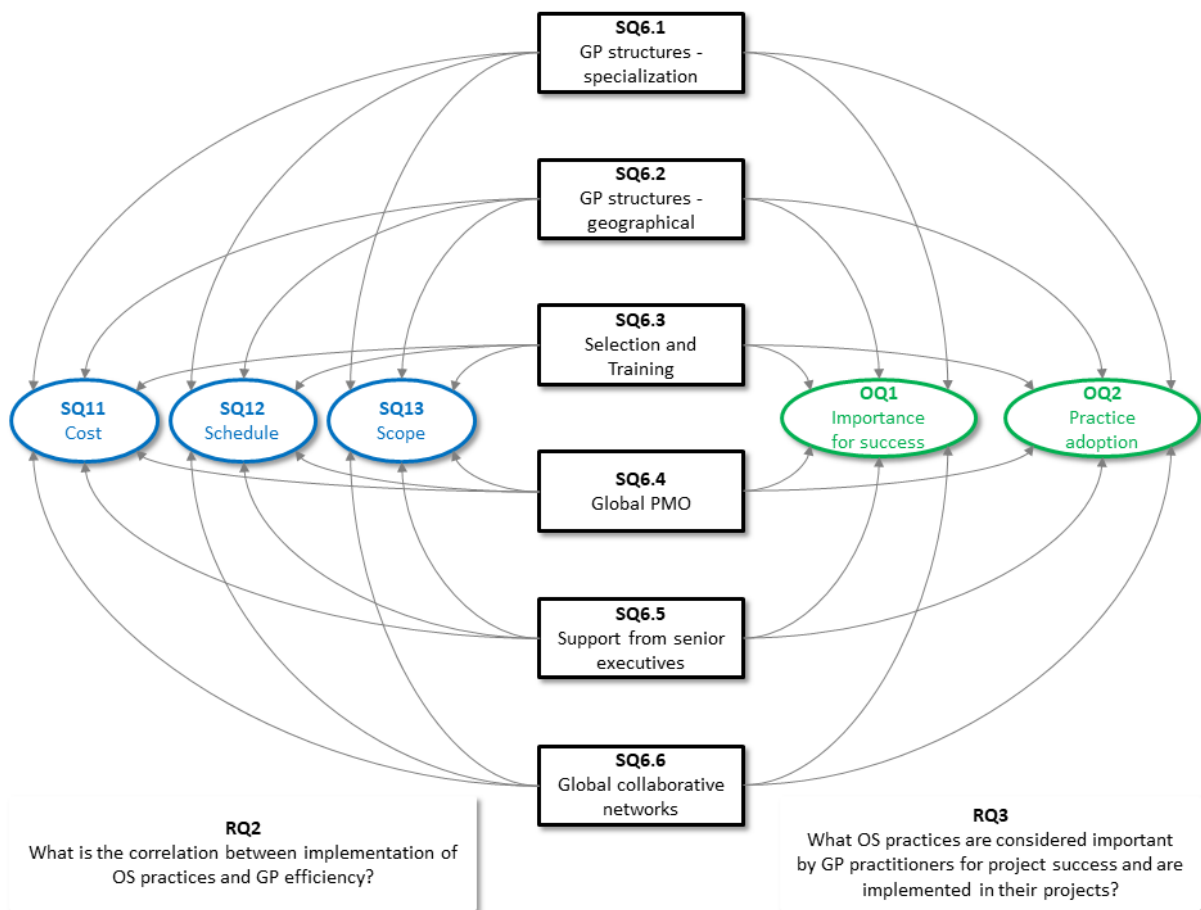 SQ6.1
GP structures -
specialization
SQ6.2
GP structures -
geographical
SQ6.3
Selection and
Training
SQ11
Cost
SQ12
Schedule
SQ13
Scope
OQ1
Importance
for success
OQ2
Practice
adoption
SQ6.4
Global PMO
SQ6.5
Support from senior
executives
SQ6.6
Global collaborative
networks
RQ2
What is the correlation between implementation of
OS practices and GP efficiency?
RQ3
What OS practices are considered important
by GP practitioners for project success and are
implemented in their projects?